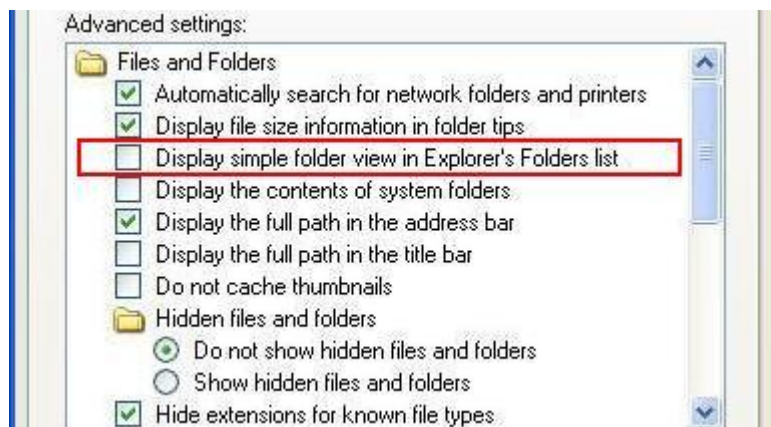 Advanced settings:
Files and Folders
Automatically search for network folders and printers
Display file size information in folder tips
Display simple folder view in Explorer's Folders list
Display the contents of system folders
Display the full path in the address bar
Display the full path in the title bar
Do not cache thumbnails
Hidden files and folders
Do not show hidden files and folders
Show hidden files and folders
Hide extensions for known file types